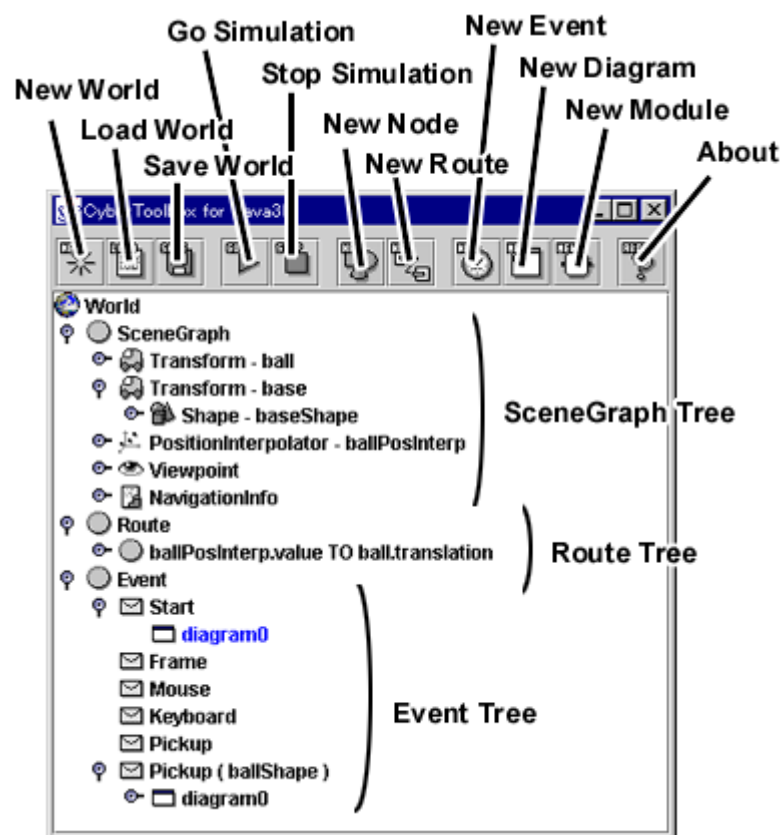 Go Simulation
New Event
Stop Simulation
New Diagram
New World
New Node
New Module
Load World
Save World
New Route
About
World
SceneGraph
Transform - ball
Transform - base
Shape - baseShape
PositionInterpolator - ballPosInterp
Viewpoint
NavigationInfo
SceneGraph Tree
Route
ballPosInterp.value TO ball.translation
Route Tree
Event
Start
diagram0
Frame
Mouse
Keyboard
Pickup
Pickup ( ballShape )
diagram0
Event Tree